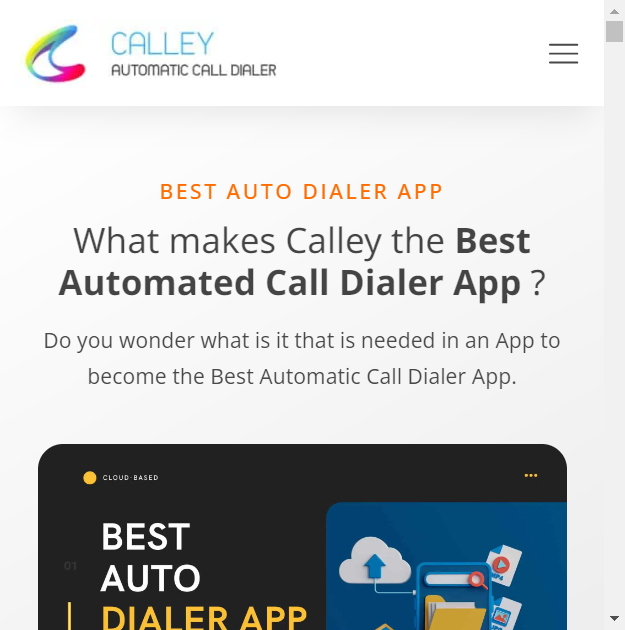 CALLEY
AUTOMATIC CALL DIALER
BEST AUTO DIALER APP
What makes Calley the Best
Automated Call Dialer App ?
Do you wonder what is it that is needed in an App to
become the Best Automatic Call Dialer App.
CLOUD-BASED
BEST
01
AUTO
DIALER APP
MP4